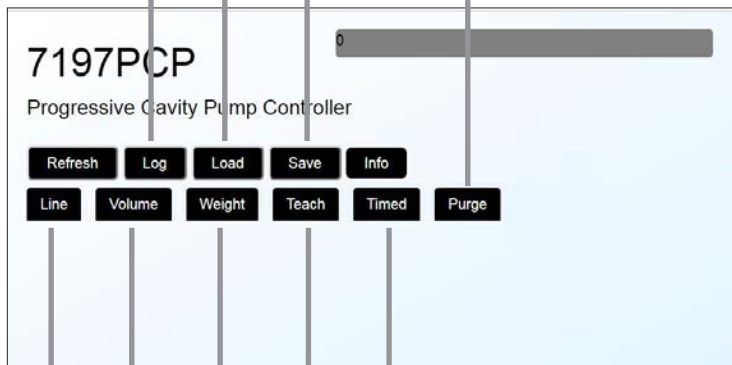 0
7197PCP
Progressive Cavity Pump Controller
Refresh Log Load Save Info
Line Volume Weight Teach Timed Purge